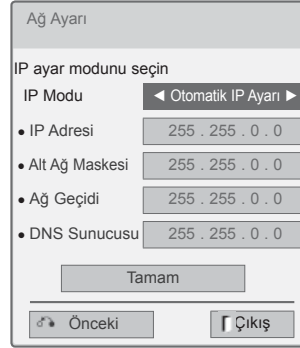 Ağ Ayarı
IP ayar modunu seçin
IP Modu ◄ Otomatik IP Ayarı ►
• IP Adresi 255 . 255 . 0 . 0
• Alt Ağ Maskesi 255 . 255 . 0 . 0
• Ağ Geçidi 255 . 255 . 0 . 0
• DNS Sunucusu 255 . 255 . 0 . 0
Tamam
Önceki Çıkış